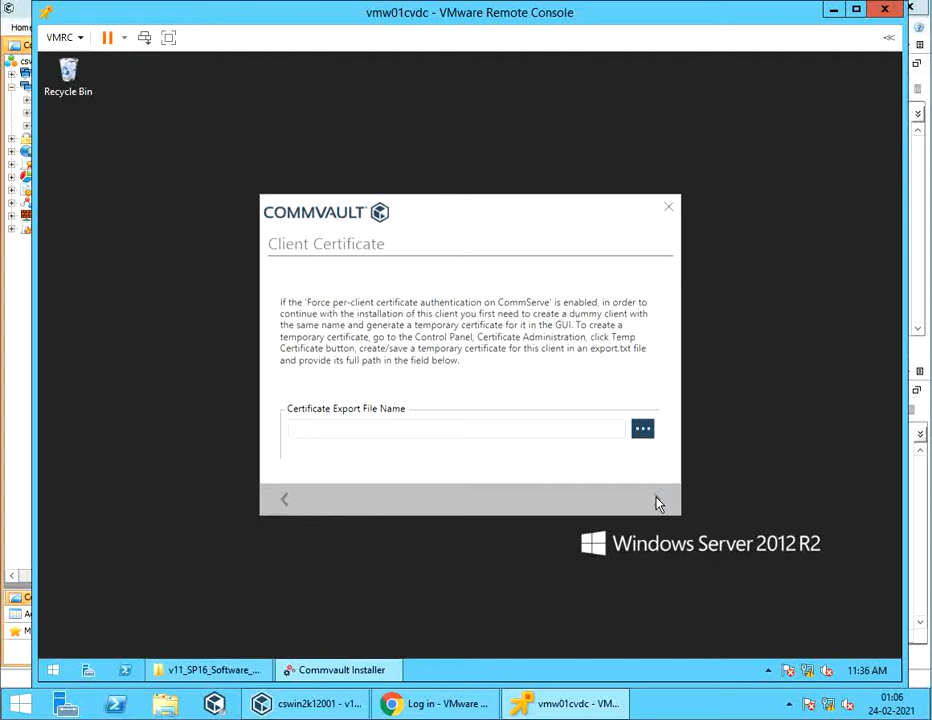 vmw01cvdc - VMware Remote Console
Home
VMRC
Recycle Bin
COMMVAULT
Client Certificate
If the 'Force per-client certificate authentication on CommServe' is enabled, in order to
continue with the installation of this client you first need to create a dummy client with
the same name and generate a temporary certificate for it in the GUI. To create a
temporary certificate, go to the Control Panel, Certificate Administration, click Temp
Certificate button, create/save a temporary certificate for this client in an export.txt file
and provide its full path in the field below.
Certificate Export File Name
Windows Server 2012 R2
v11_SP16_Software_...
Commvault Installer
11:36 AM
cswin2k12001 - v1...
Log in - VMware ...
vmw01cvdc - VM...
01:06
24-02-2021